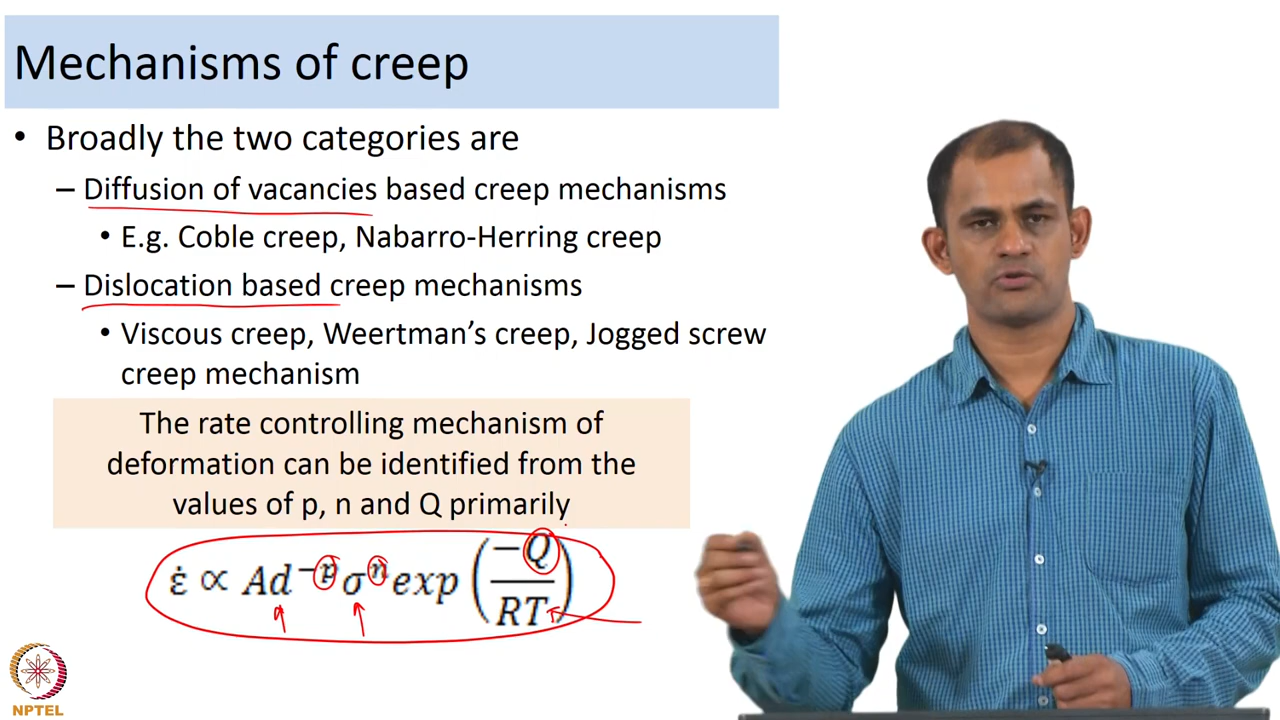 Mechanisms of creep
• Broadly the two categories are
– Diffusion of vacancies based creep mechanisms
• E.g. Coble creep, Nabarro-Herring creep
– Dislocation based creep mechanisms
• Viscous creep, Weertman’s creep, Jogged screw
creep mechanism
The rate controlling mechanism of
deformation can be identified from the
values of p, n and Q primarily
ε̇ ∝ Ad⁻ᵖσⁿexp(−Q/RT)
NPTEL